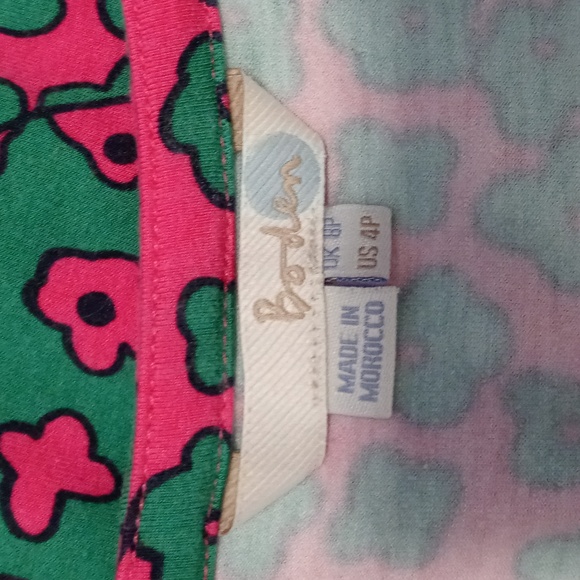 Boden
UK 8P
US 4P
MADE IN
MOROCCO